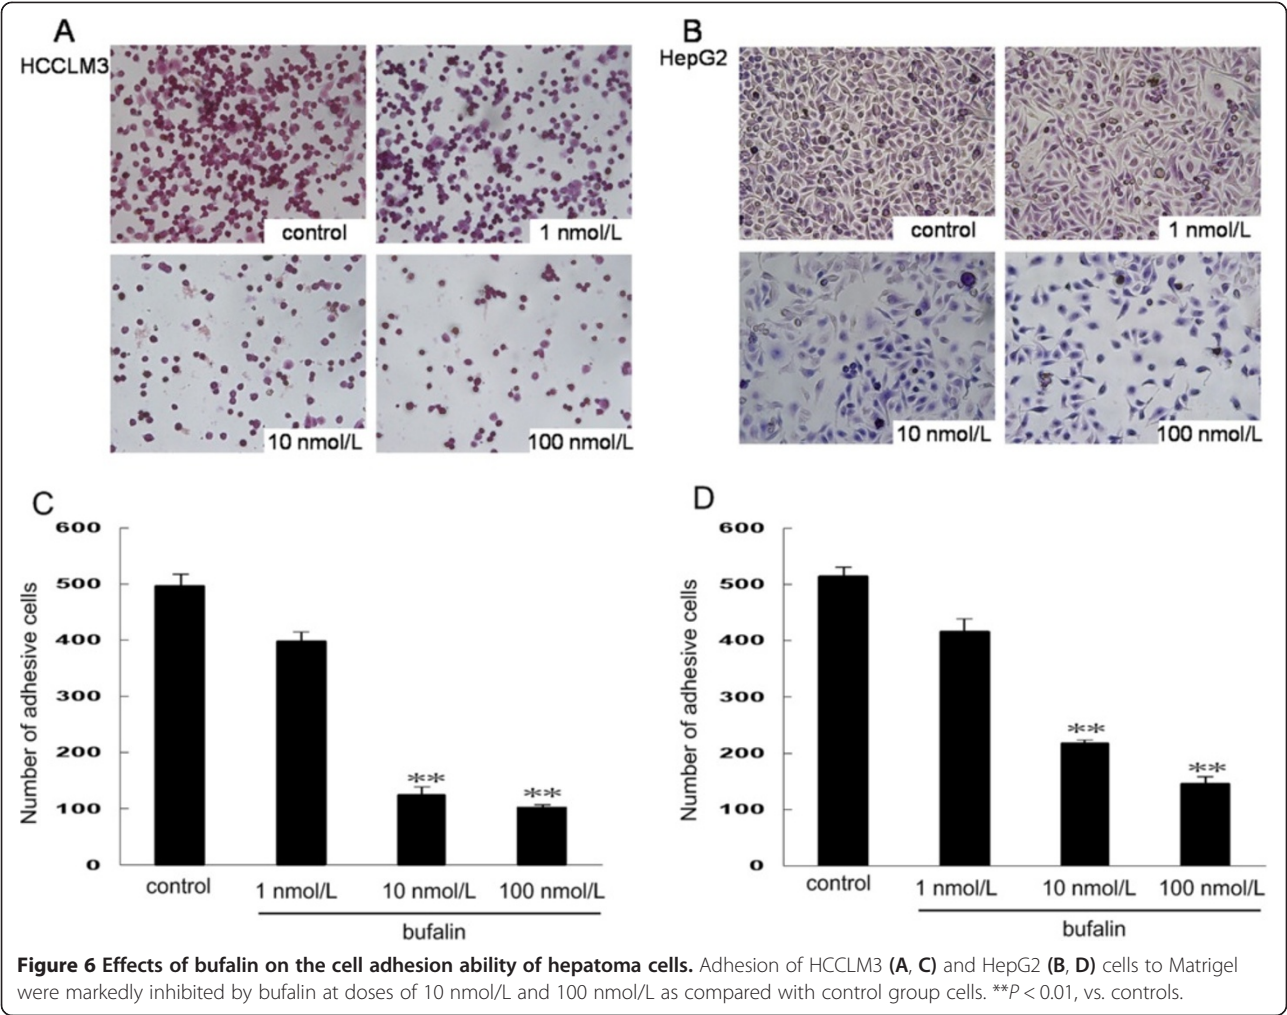 A
HCCLM3
control
1 nmol/L
10 nmol/L
100 nmol/L
B
HepG2
control
1 nmol/L
10 nmol/L
100 nmol/L
C
Number of adhesive cells
600
500
400
300
200
100
0
**
**
control
1 nmol/L
10 nmol/L
100 nmol/L
bufalin
D
Number of adhesive cells
600
500
400
300
200
100
0
**
**
control
1 nmol/L
10 nmol/L
100 nmol/L
bufalin
Figure 6 Effects of bufalin on the cell adhesion ability of hepatoma cells. Adhesion of HCCLM3 (A, C) and HepG2 (B, D) cells to Matrigel
were markedly inhibited by bufalin at doses of 10 nmol/L and 100 nmol/L as compared with control group cells. **P < 0.01, vs. controls.